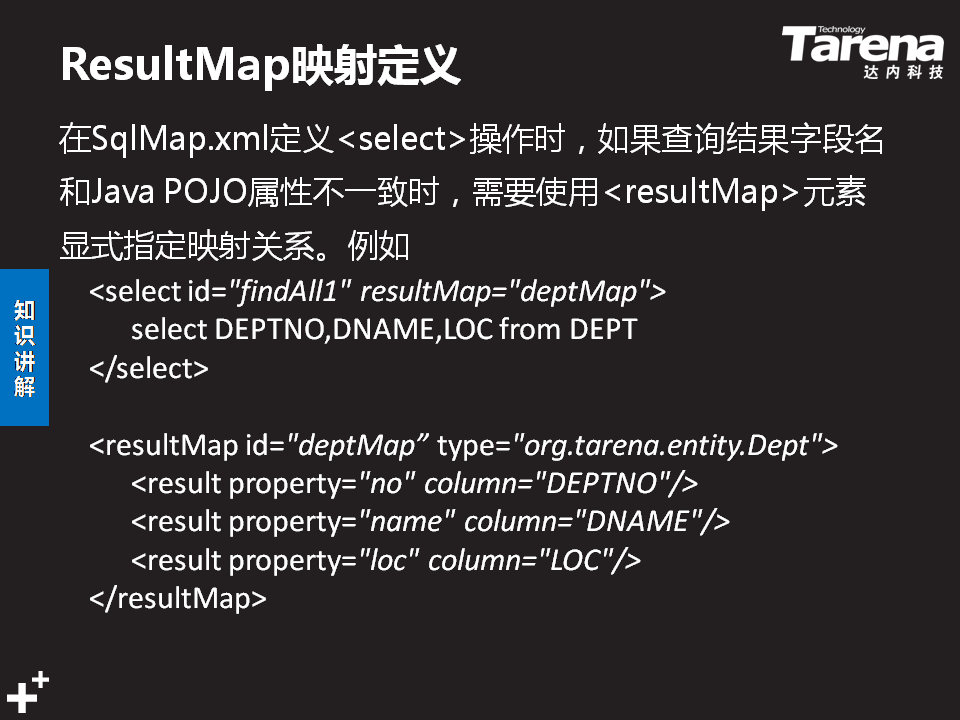 ResultMap映射定义
Technology
Tarena
达内科技
在SqlMap.xml定义<select>操作时，如果查询结果字段名
和Java POJO属性不一致时，需要使用<resultMap>元素
显式指定映射关系。例如
<select id="findAll1" resultMap="deptMap">
select DEPTNO,DNAME,LOC from DEPT
</select>
知识讲解
<resultMap id="deptMap” type="org.tarena.entity.Dept">
<result property="no" column="DEPTNO"/>
<result property="name" column="DNAME"/>
<result property="loc" column="LOC"/>
</resultMap>